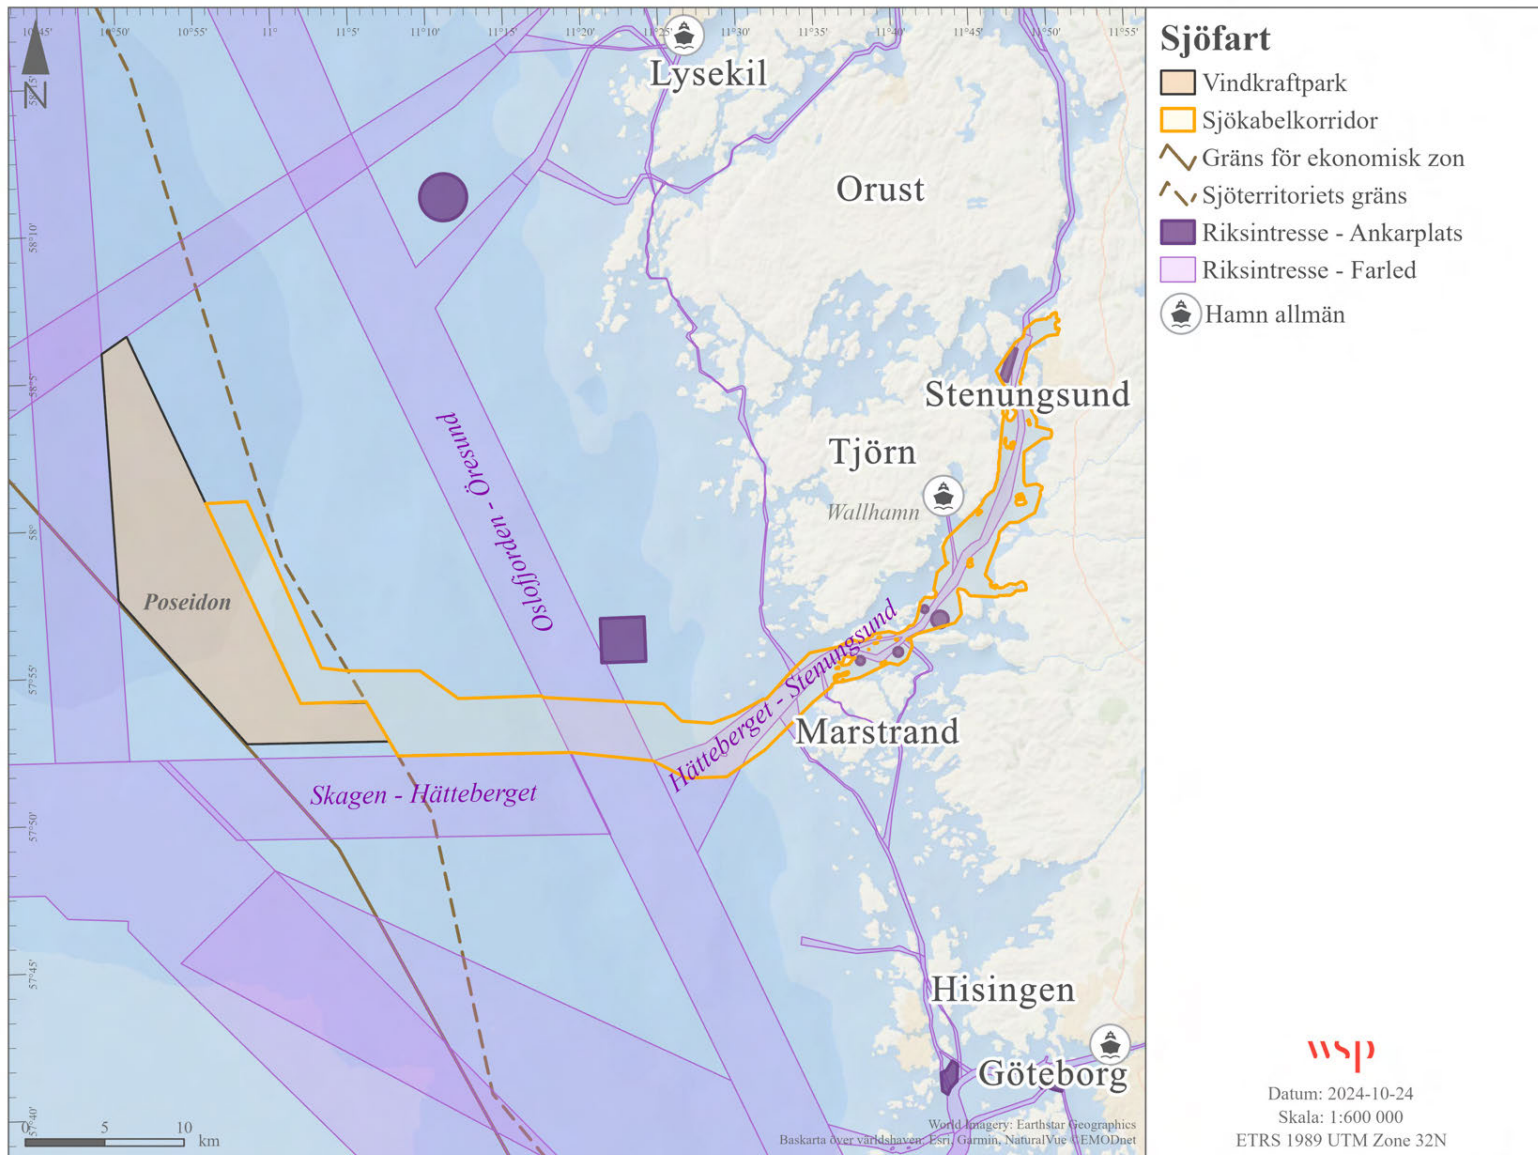 10°45'
10°50'
10°55'
11°
11°5'
11°10'
11°15'
11°20'
11°25'
11°30'
11°35'
11°40'
11°45'
11°50'
11°55'
N
58°15'
58°10'
58°5'
58°
57°55'
57°50'
57°45'
57°40'
Lysekil
Orust
Stenungsund
Tjörn
Wallhamn
Oslofjorden - Öresund
Poseidon
Hätteberget - Stenungsund
Marstrand
Skagen - Hätteberget
Hisingen
Göteborg
0 5 10 km
World Imagery: Earthstar Geographics
Baskarta över världshaven: Esri, Garmin, NaturalVue ©EMODnet
Sjöfart
Vindkraftpark
Sjökabelkorridor
Gräns för ekonomisk zon
Sjöterritoriets gräns
Riksintresse - Ankarplats
Riksintresse - Farled
Hamn allmän
wsp
Datum: 2024-10-24
Skala: 1:600 000
ETRS 1989 UTM Zone 32N